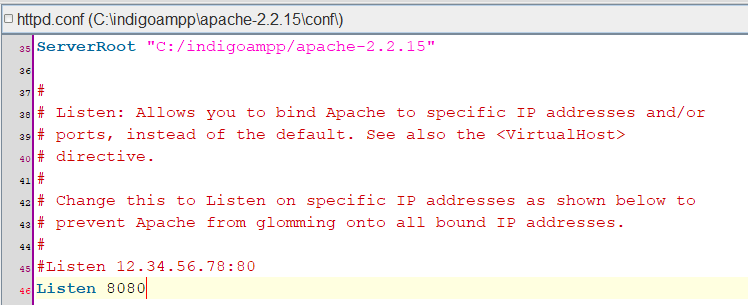 httpd.conf (C:\indigoampp\apache-2.2.15\conf\)
35 ServerRoot "C:/indigoampp/apache-2.2.15"
36
37 #
38 # Listen: Allows you to bind Apache to specific IP addresses and/or
39 # ports, instead of the default. See also the <VirtualHost>
40 # directive.
41 #
42 # Change this to Listen on specific IP addresses as shown below to
43 # prevent Apache from glomming onto all bound IP addresses.
44 #
45 #Listen 12.34.56.78:80
46 Listen 8080